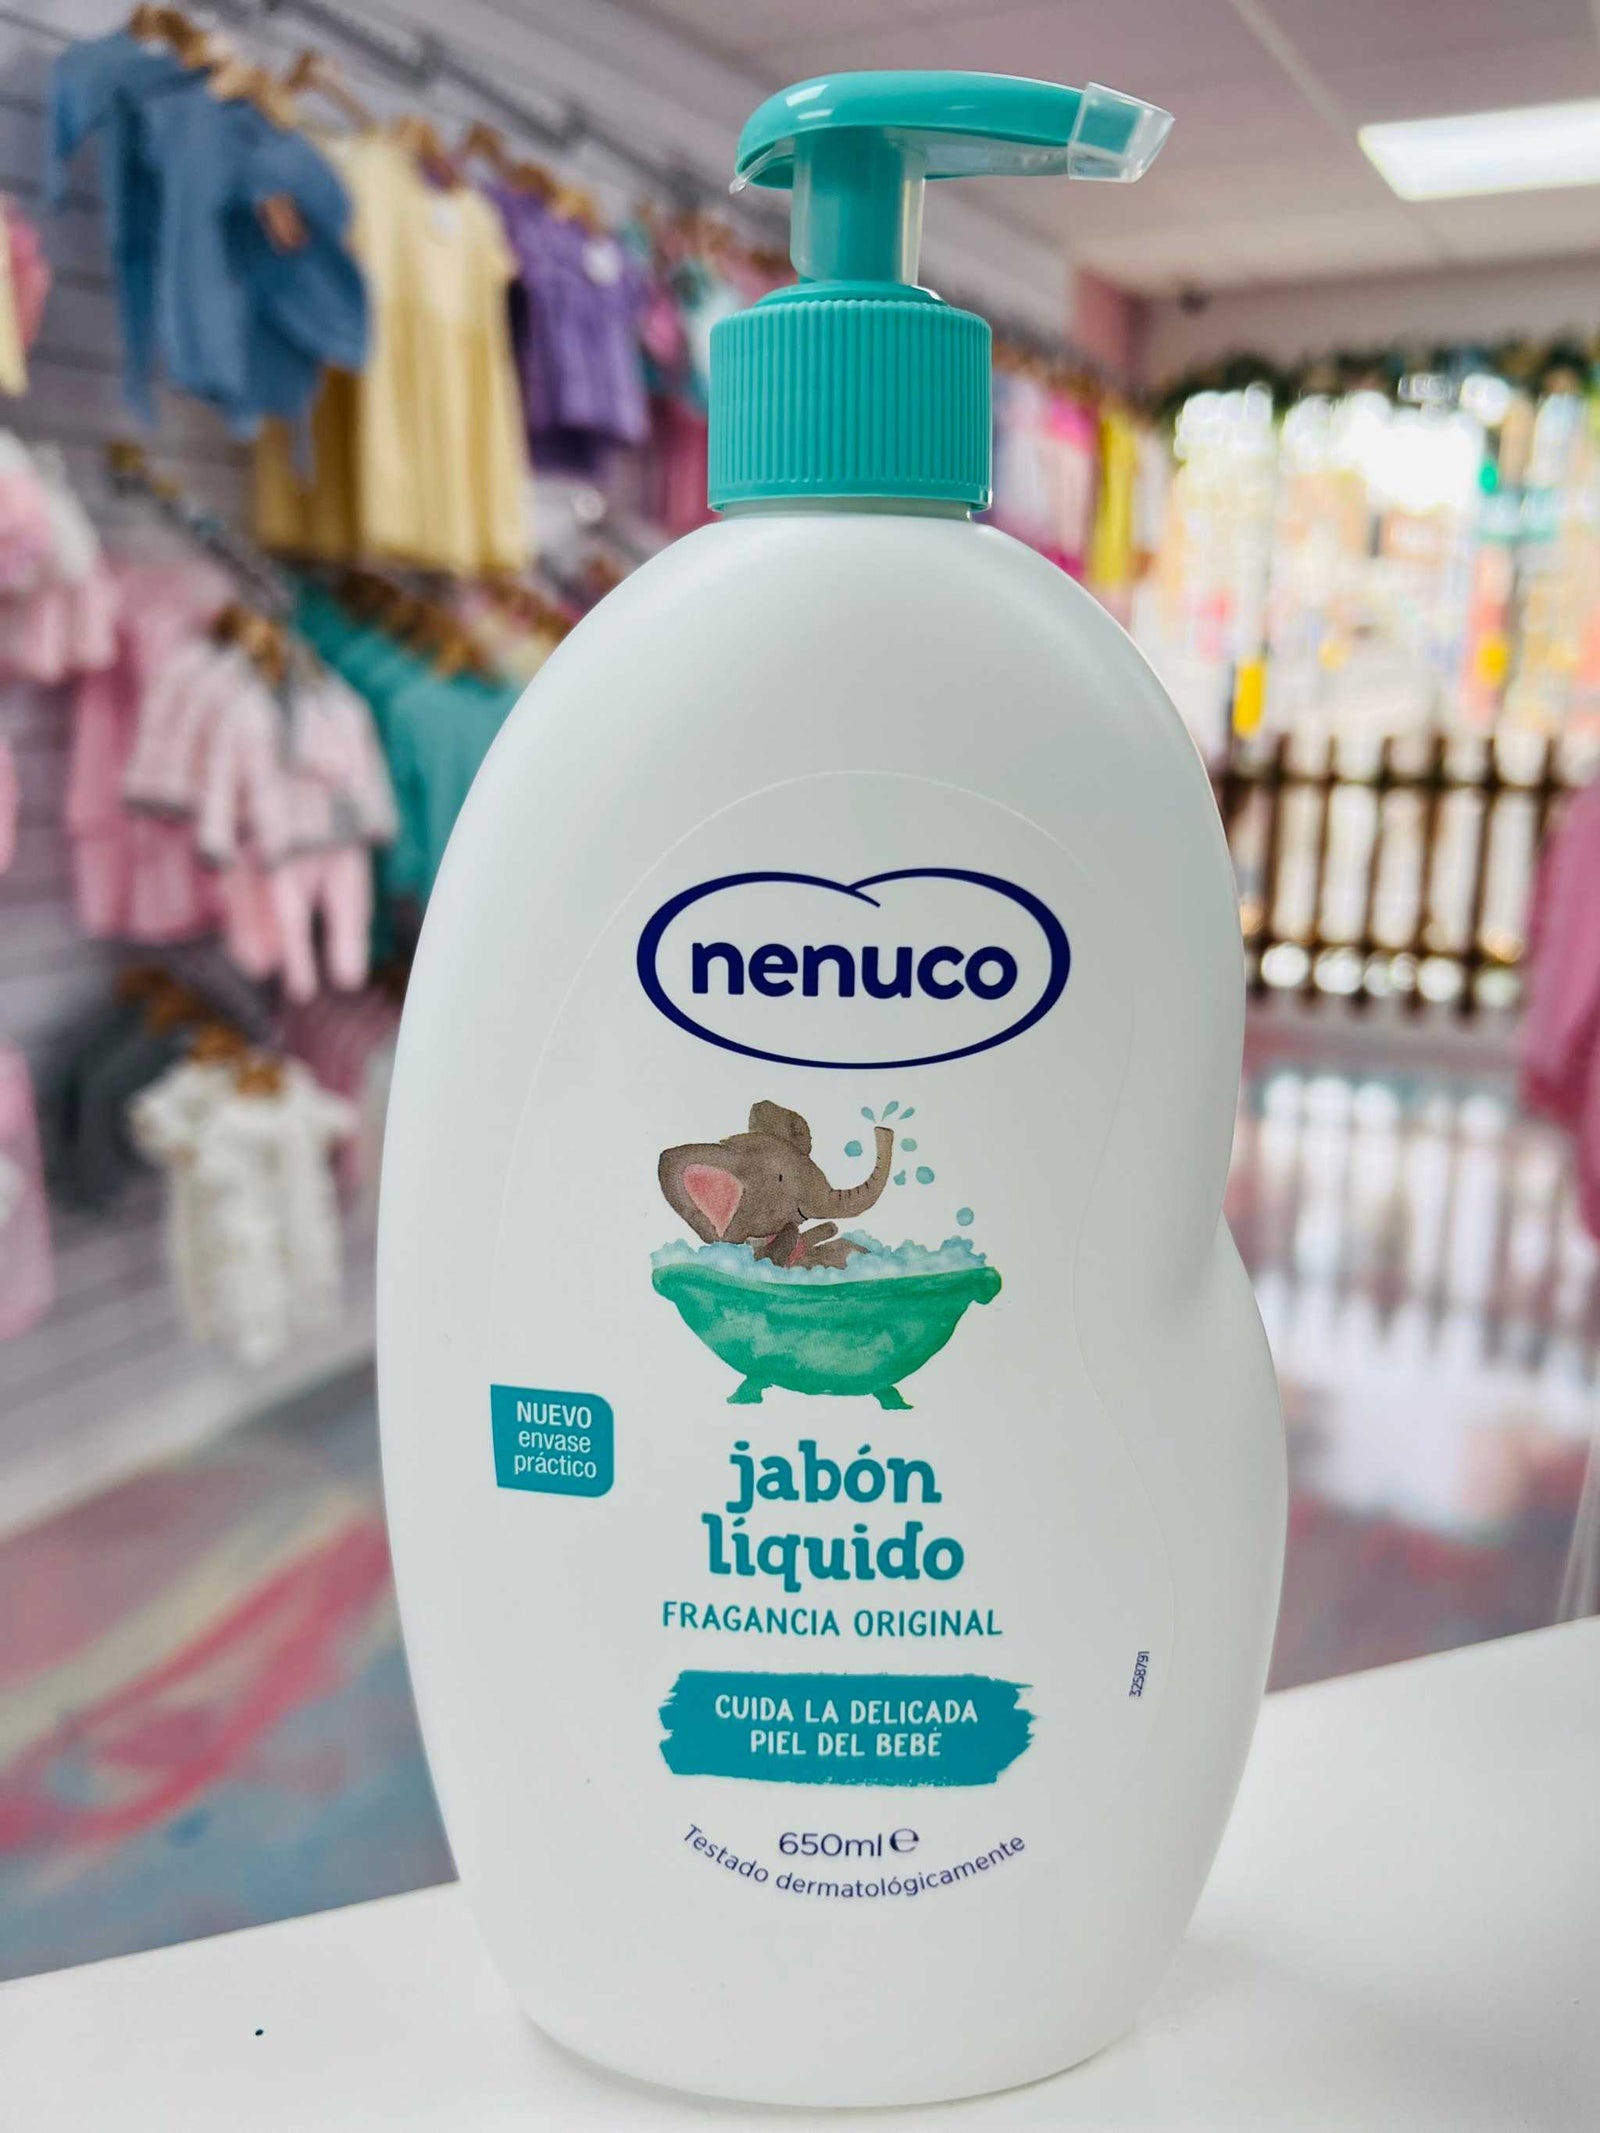 nenuco
NUEVO
envase
práctico
jabón
líquido
FRAGANCIA ORIGINAL
CUIDA LA DELICADA
PIEL DEL BEBÉ
3258791
650ml ℮
Testado dermatológicamente